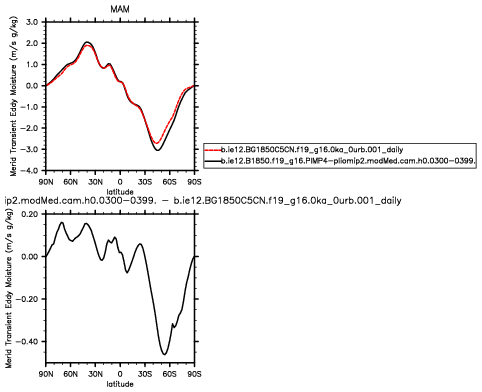 MAM
Merid Transient Eddy Moisture (m/s g/kg)
3.0
2.0
1.0
0.0
−1.0
−2.0
−3.0
−4.0
90N 60N 30N 0 30S 60S 90S
latitude
b.ie12.BG1850C5CN.f19_g16.0ka_0urb.001_daily
b.ie12.B1850.f19_g16.PIMP4-pliomip2.modMed.cam.h0.0300-0399.
ip2.modMed.cam.h0.0300-0399. − b.ie12.BG1850C5CN.f19_g16.0ka_0urb.001_daily
Merid Transient Eddy Moisture (m/s g/kg)
0.20
0.00
−0.20
−0.40
90N 60N 30N 0 30S 60S 90S
latitude